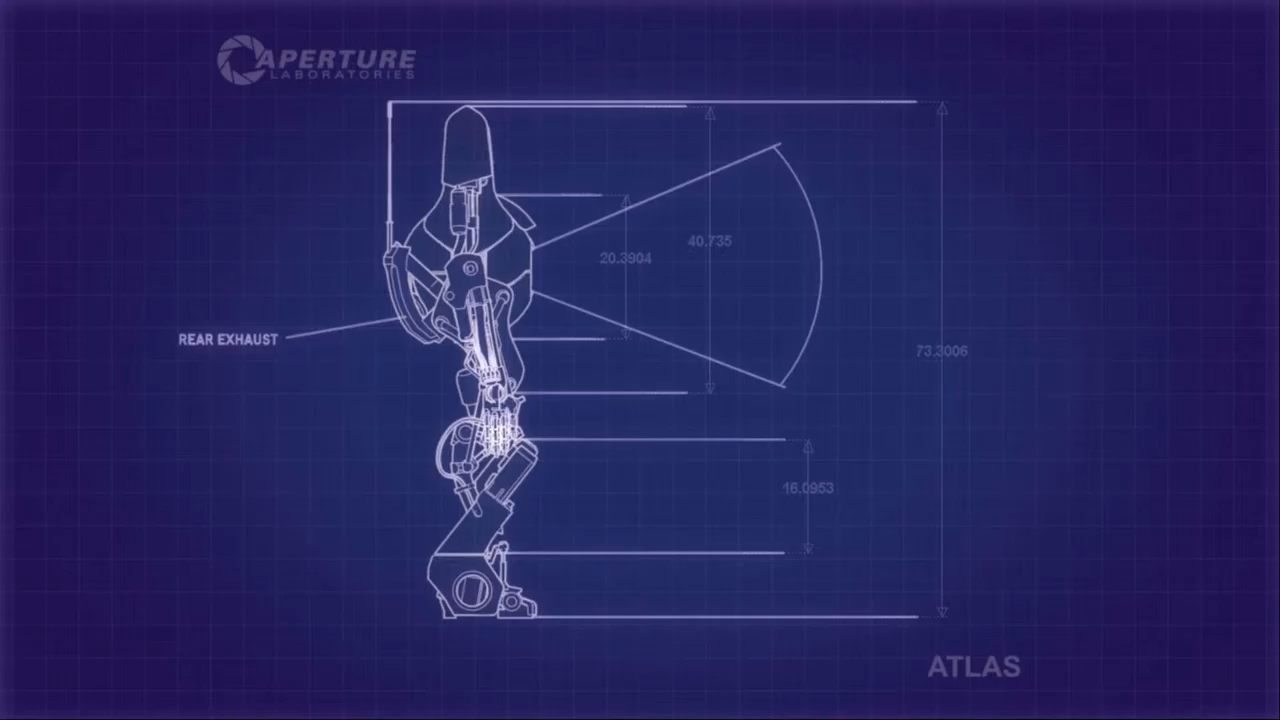 APERTURE
LABORATORIES
40.735
20.3904
REAR EXHAUST
73.3006
16.0953
ATLAS